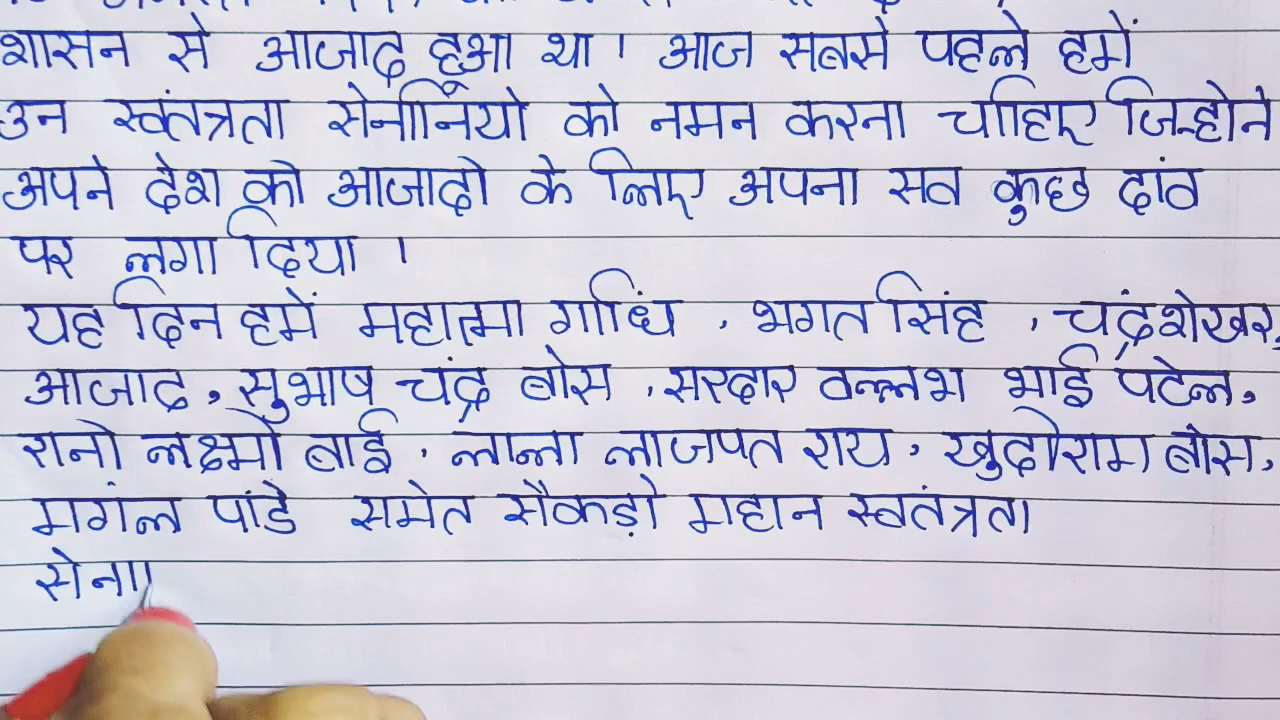 शासन से आजाद हुआ था। आज सबसे पहले हमें
उन स्वतंत्रता सेनानियो को नमन करना चाहिए जिन्होने
अपने देश को आजादी के लिए अपना सब कुछ दांव
पर लगा दिया ।
यह दिन हमें महात्मा गांधि , भगत सिंह , चंद्रशेखर
आजाद, सुभाष चंद्र बोस , सरदार वल्लभ भाई पटेल,
रानी लक्ष्मी बाई , लाला लाजपत राय, खुदीराम बोस,
मगंल पांडे समेत सैकड़ो महान स्वतंत्रता
सेना